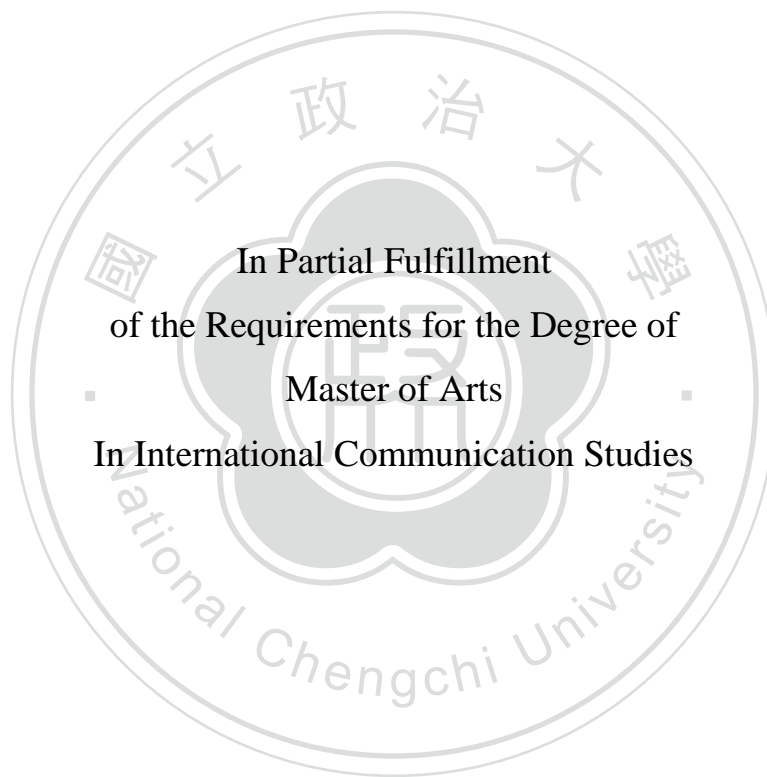 國立政治大學
In Partial Fulfillment
of the Requirements for the Degree of
Master of Arts
In International Communication Studies
National Chengchi University